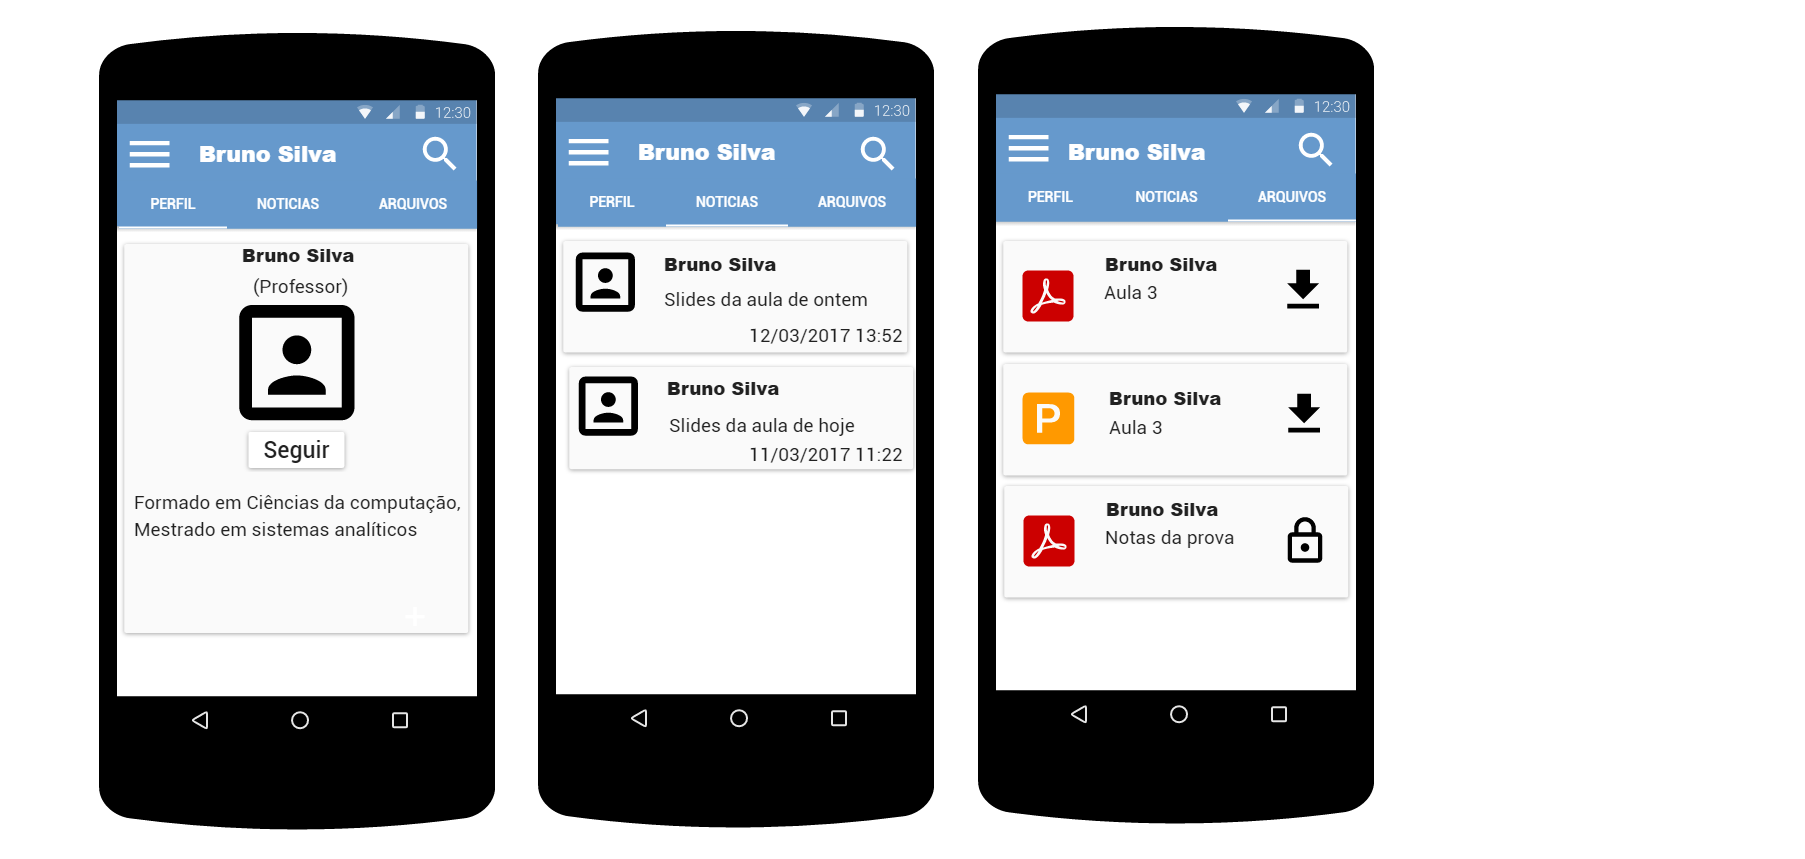 12:30
Bruno Silva
PERFIL NOTICIAS ARQUIVOS
Bruno Silva
(Professor)
Seguir
Formado em Ciências da computação,
Mestrado em sistemas analíticos
12:30
Bruno Silva
PERFIL NOTICIAS ARQUIVOS
Bruno Silva
Slides da aula de ontem
12/03/2017 13:52
Bruno Silva
Slides da aula de hoje
11/03/2017 11:22
12:30
Bruno Silva
PERFIL NOTICIAS ARQUIVOS
Bruno Silva
Aula 3
P
Bruno Silva
Aula 3
Bruno Silva
Notas da prova